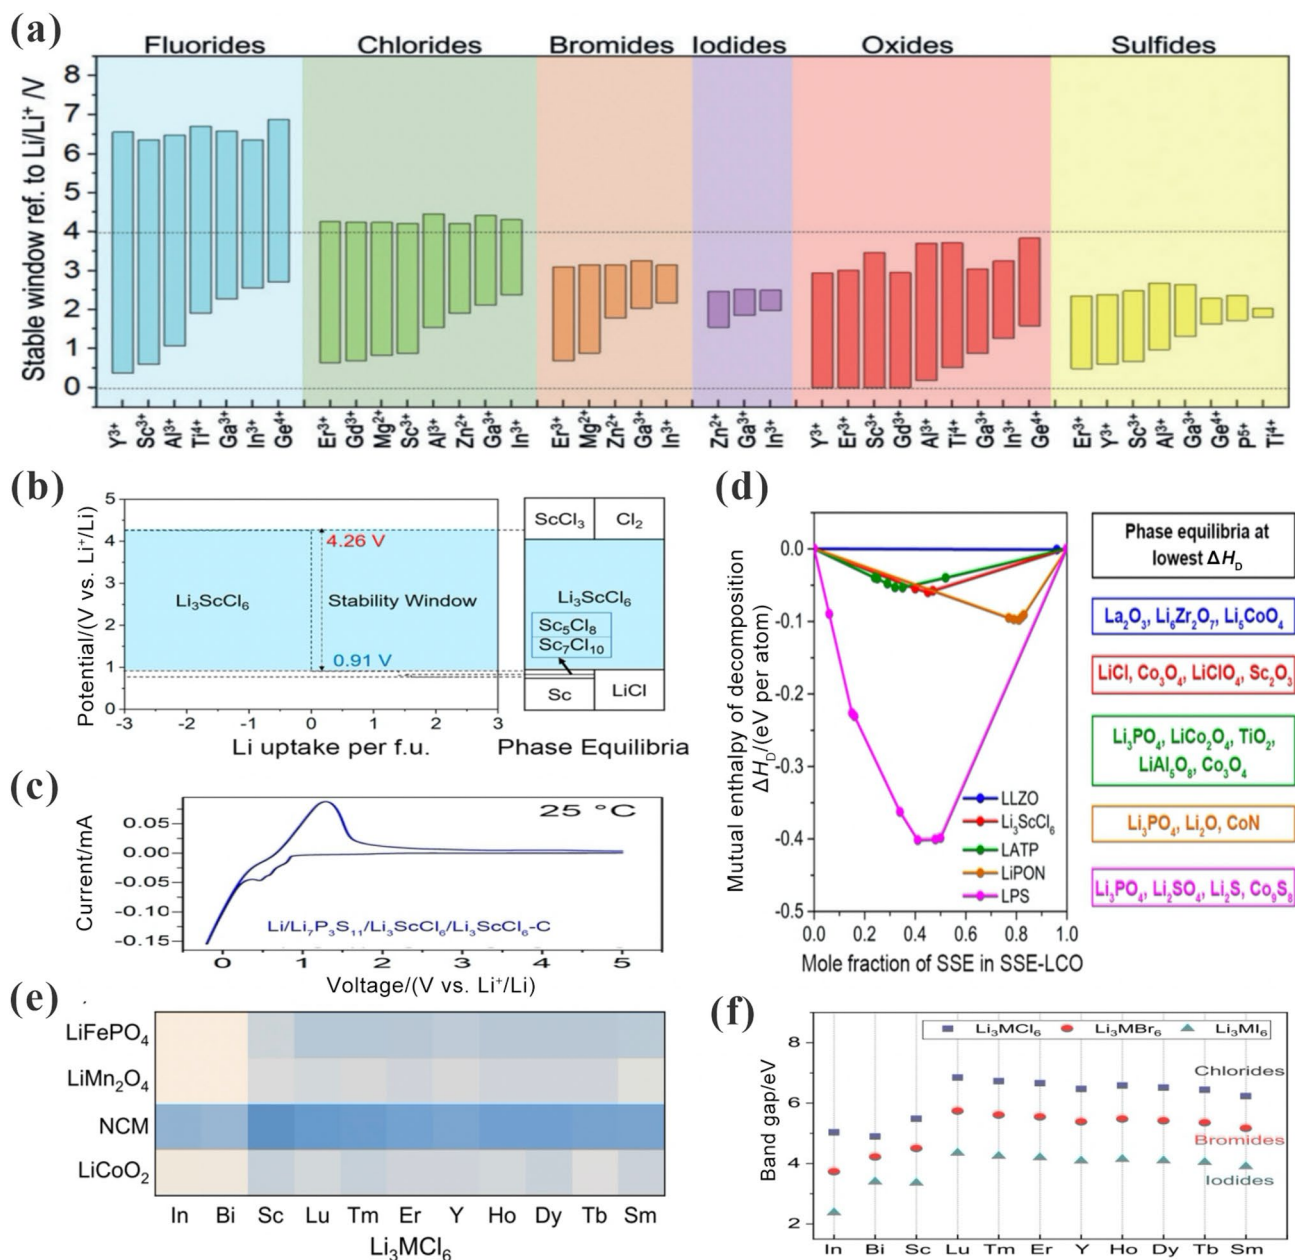 (a)
Fluorides Chlorides Bromides Iodides Oxides Sulfides
Stable window ref. to Li/Li⁺ /V
8
7
6
5
4
3
2
1
0
Y³⁺ Sc³⁺ Al³⁺ Ti⁴⁺ Ga³⁺ In³⁺ Ge⁴⁺ Er³⁺ Gd³⁺ Mg²⁺ Sc³⁺ Al³⁺ Zn²⁺ Ga³⁺ In³⁺ Er³⁺ Mg²⁺ Zn²⁺ Ga³⁺ In³⁺ Zn²⁺ Ga³⁺ In³⁺ Y³⁺ Er³⁺ Sc³⁺ Gd³⁺ Al³⁺ Ti⁴⁺ Ga³⁺ In³⁺ Ge⁴⁺ Er³⁺ Y³⁺ Sc³⁺ Al³⁺ Ga³⁺ Ge⁴⁺ P⁵⁺ Ti⁴⁺
(b)
Potential/(V vs. Li⁺/Li)
5
4
3
2
1
0
4.26 V
Li₃ScCl₆ Stability Window
0.91 V
-3 -2 -1 0 1 2 3
Li uptake per f.u.
ScCl₃ Cl₂
Li₃ScCl₆
Sc₅Cl₈
Sc₇Cl₁₀
Sc LiCl
Phase Equilibria
(c)
Current/mA
25 °C
0.05
0.00
-0.05
-0.10
-0.15
Li/Li₇P₃S₁₁/Li₃ScCl₆/Li₃ScCl₆-C
0 1 2 3 4 5
Voltage/(V vs. Li⁺/Li)
(d)
Mutual enthalpy of decomposition
ΔH_D/(eV per atom)
0.0
-0.1
-0.2
-0.3
-0.4
-0.5
LLZO
Li₃ScCl₆
LATP
LiPON
LPS
0.0 0.2 0.4 0.6 0.8 1.0
Mole fraction of SSE in SSE-LCO
Phase equilibria at
lowest ΔH_D
La₂O₃, Li₆Zr₂O₇, Li₅CoO₄
LiCl, Co₃O₄, LiClO₄, Sc₂O₃
Li₃PO₄, LiCo₂O₄, TiO₂,
LiAl₅O₈, Co₃O₄
Li₃PO₄, Li₂O, CoN
Li₃PO₄, Li₂SO₄, Li₂S, Co₉S₈
(e)
LiFePO₄
LiMn₂O₄
NCM
LiCoO₂
In Bi Sc Lu Tm Er Y Ho Dy Tb Sm
Li₃MCl₆
(f)
Band gap/eV
8
6
4
2
Li₃MCl₆ Li₃MBr₆ Li₃MI₆
Chlorides
Bromides
Iodides
In Bi Sc Lu Tm Er Y Ho Dy Tb Sm